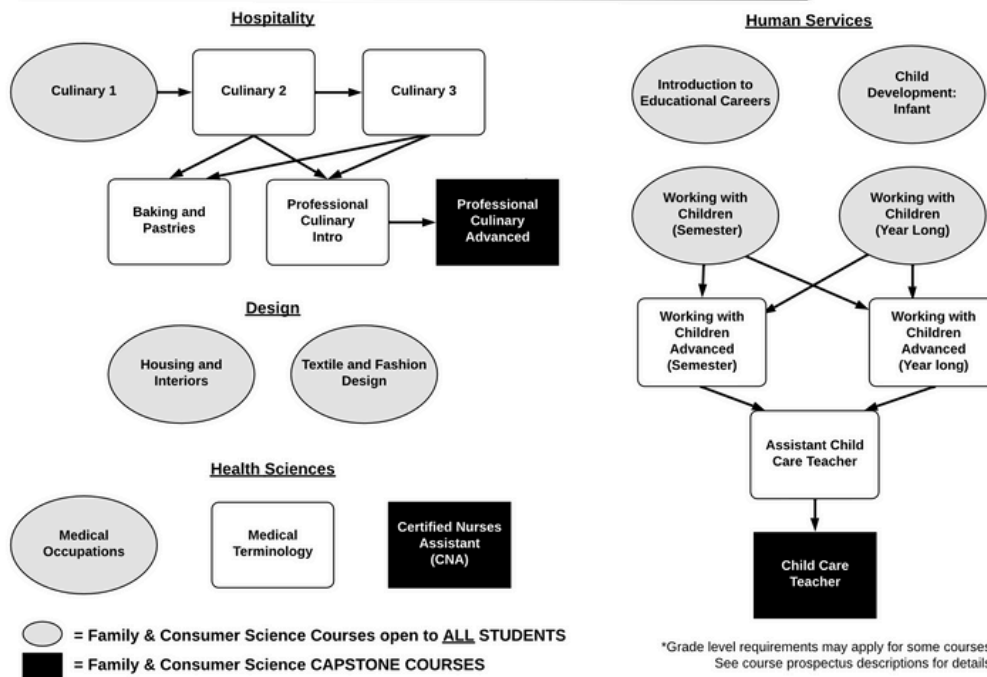 Hospitality
Culinary 1
Culinary 2
Culinary 3
Baking and
Pastries
Professional
Culinary
Intro
Professional
Culinary
Advanced
Design
Housing and
Interiors
Textile and Fashion
Design
Health Sciences
Medical
Occupations
Medical
Terminology
Certified Nurses
Assistant
(CNA)
= Family & Consumer Science Courses open to ALL STUDENTS
= Family & Consumer Science CAPSTONE COURSES
Human Services
Introduction to
Educational Careers
Child
Development:
Infant
Working with
Children
(Semester)
Working with
Children
(Year Long)
Working with
Children
Advanced
(Semester)
Working with
Children
Advanced
(Year long)
Assistant Child
Care Teacher
Child Care
Teacher
*Grade level requirements may apply for some courses
See course prospectus descriptions for details